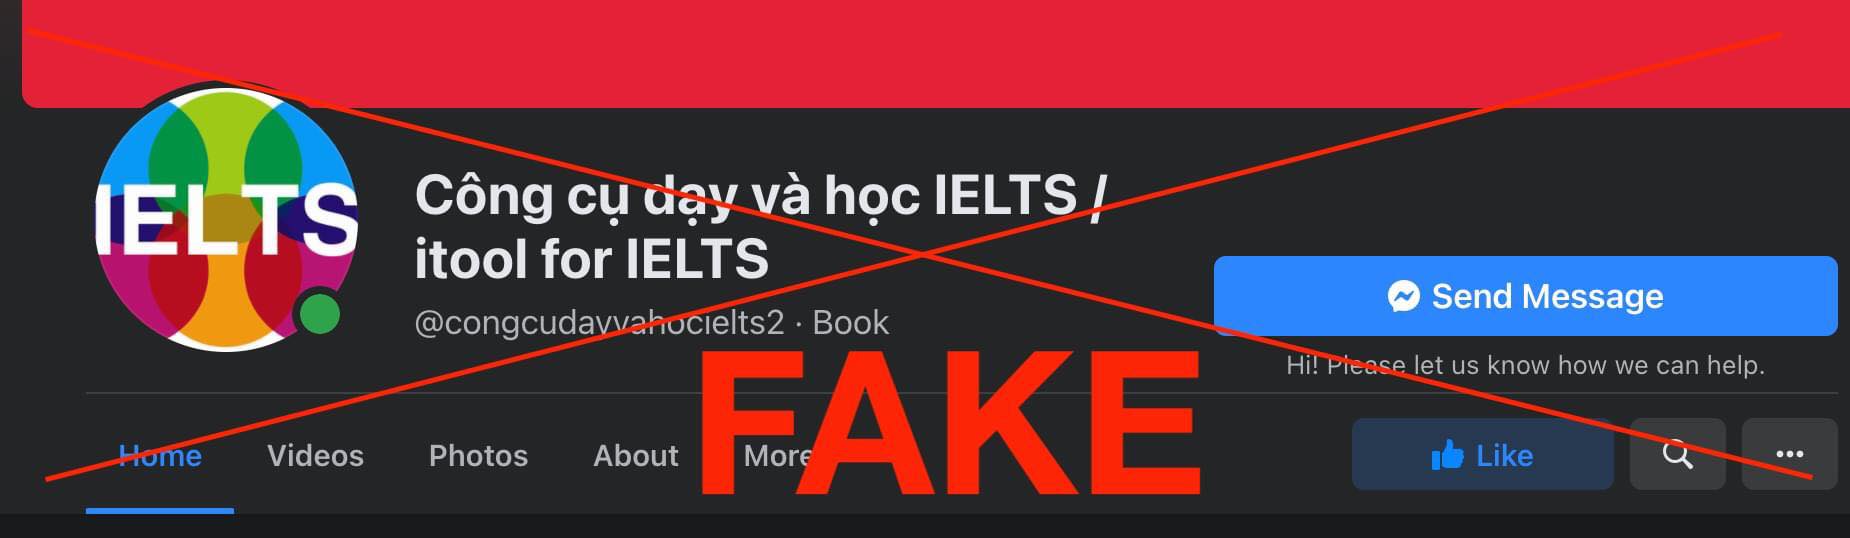 IELTS
Công cụ dạy và học IELTS /
itool for IELTS
@congcudayvahocielts2 · Book
Send Message
Hi! Please let us know how we can help.
FAKE
Home
Videos
Photos
About
More
Like